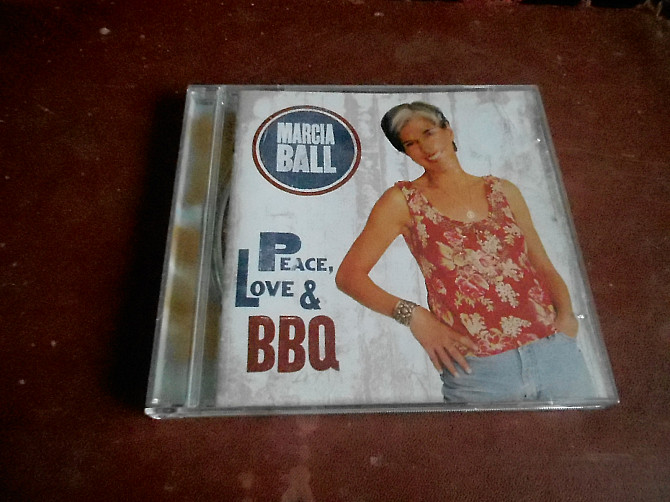 MARCIA
BALL
PEACE,
LOVE &
BBQ